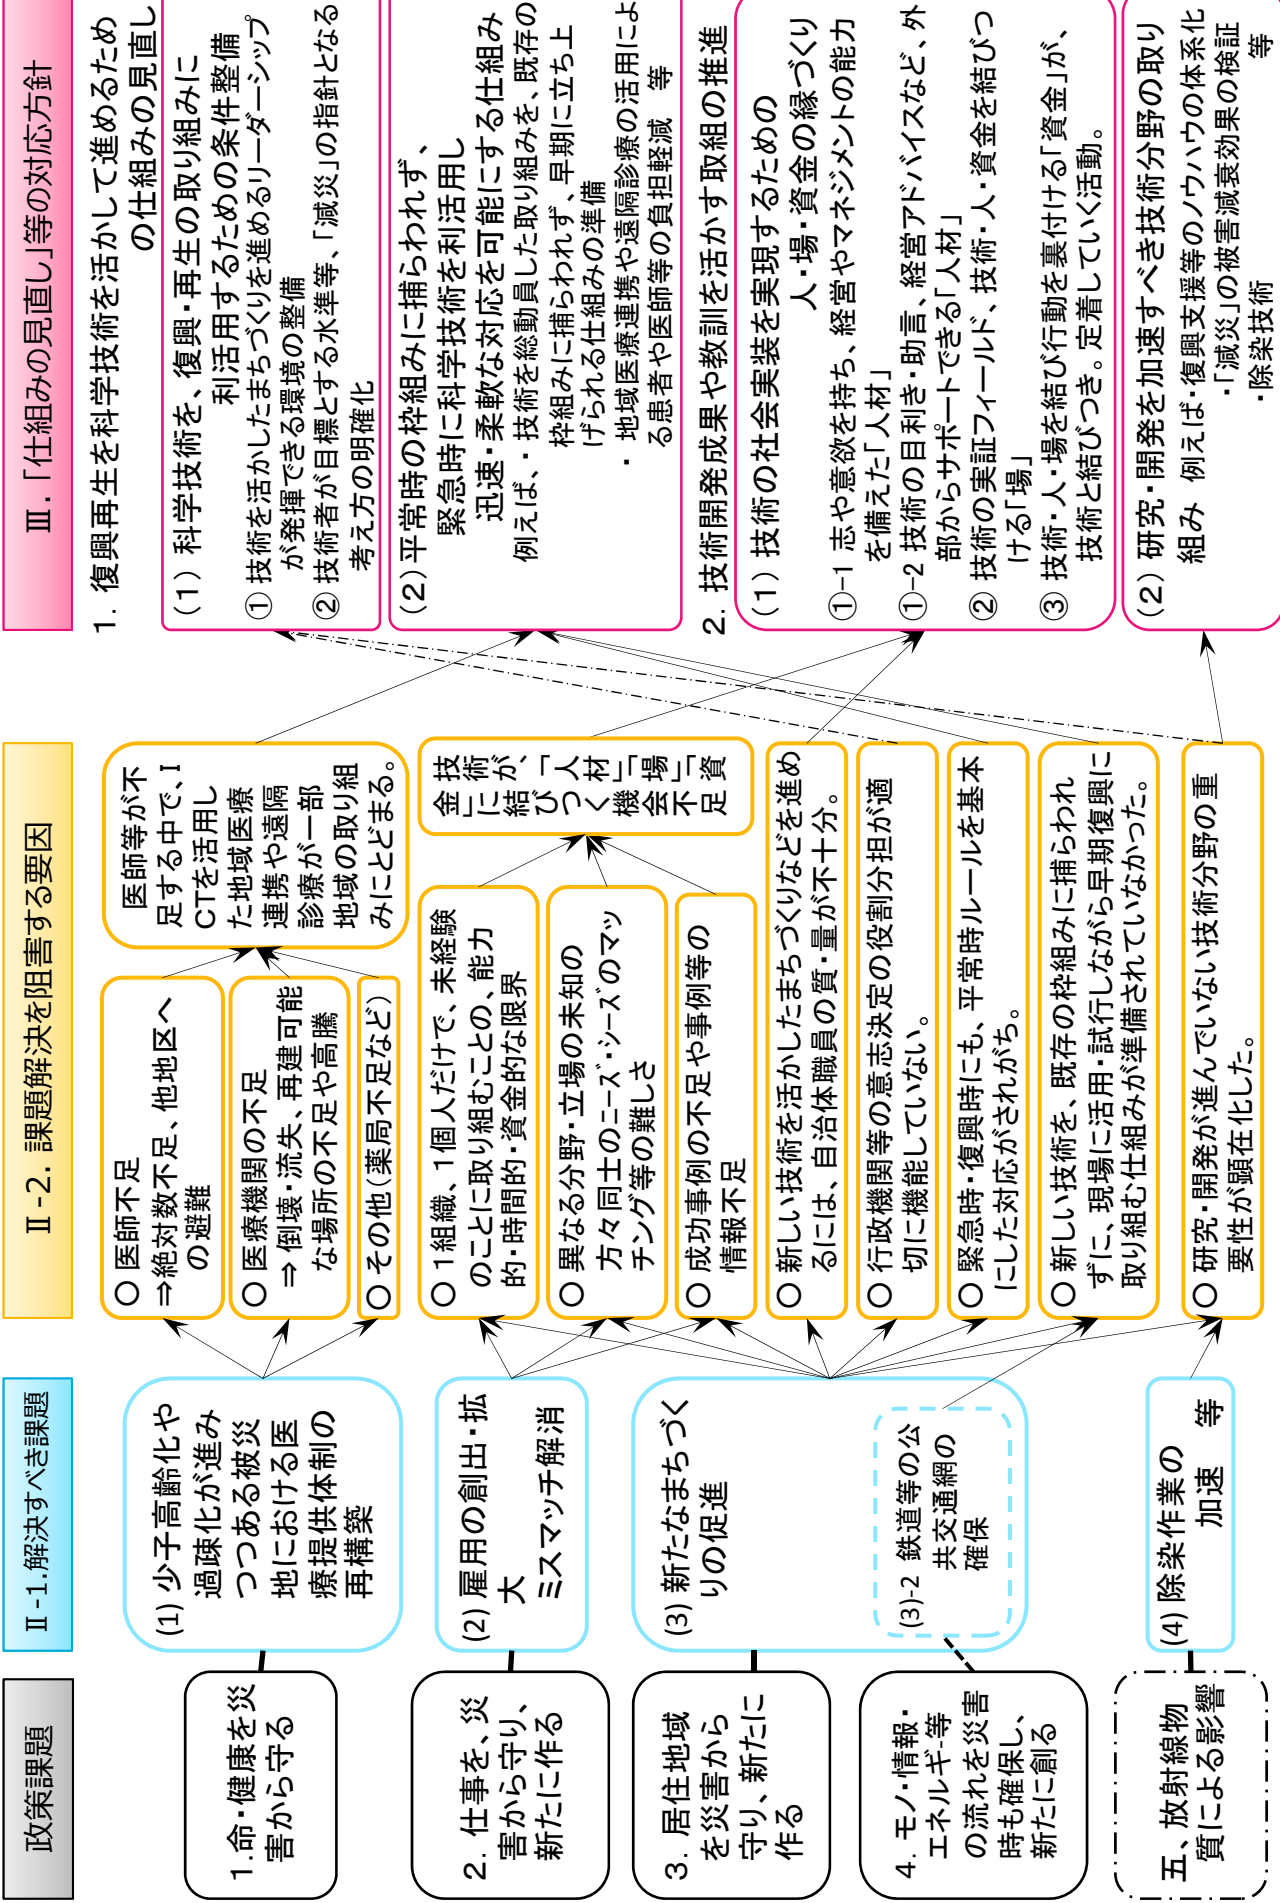 政策課題
1.命・健康を災
害から守る
2. 仕事を、災
害から守り、
新たに作る
3. 居住地域
を災害から
守り、新たに
作る
4. モノ・情報・
エネルギー等
の流れを災害
時も確保し、
新たに創る
五、放射線物
質による影響
Ⅱ-1.解決すべき課題
(1) 少子高齢化や
過疎化が進み
つつある被災
地における医
療提供体制の
再構築
(2) 雇用の創出・拡
大
ミスマッチ解消
(3) 新たなまちづく
りの促進
(3)-2 鉄道等の公
共交通網の
確保
(4) 除染作業の
加速 等
Ⅱ-2. 課題解決を阻害する要因
○ 医師不足
⇒絶対数不足、他地区へ
の避難
○ 医療機関の不足
⇒ 倒壊・流失、再建可能
な場所の不足や高騰
○ その他(薬局不足など)
医師等が不
足する中で、I
CTを活用し
た地域医療
連携や遠隔
診療が一部
地域の取り組
みにとどまる。
○ 1組織、1個人だけで、未経験
のことに取り組むことの、能力
的・時間的・資金的な限界
○ 異なる分野・立場の未知の
方々同士のニーズ・シーズのマッ
チング等の難しさ
○ 成功事例の不足や事例等の
情報不足
技術が、「人材」「場」「資
金」に結びつく機会不足
○ 新しい技術を活かしたまちづくりなどを進め
るには、自治体職員の質・量が不十分。
○ 行政機関等の意志決定の役割分担が適
切に機能していない。
○ 緊急時・復興時にも、平常時ルールを基本
にした対応がされがち。
○ 新しい技術を、既存の枠組みに捕らわれ
ずに、現場に活用・試行しながら早期復興に
取り組む仕組みが準備されていなかった。
○ 研究・開発が進んでいない技術分野の重
要性が顕在化した。
Ⅲ.「仕組みの見直し」等の対応方針
1. 復興再生を科学技術を活かして進めるため
の仕組みの見直し
(1) 科学技術を、復興・再生の取り組みに
利活用するための条件整備
① 技術を活かしたまちづくりを進めるリーダーシップ
が発揮できる環境の整備
② 技術者が目標とする水準等、「減災」の指針となる
考え方の明確化
(2)平常時の枠組みに捕らわれず、
緊急時に科学技術を利活用し
迅速・柔軟な対応を可能にする仕組み
例えば、・技術を総動員した取り組みを、既存の
枠組みに捕らわれず、早期に立ち上
げられる仕組みの準備
・ 地域医療連携や遠隔診療の活用によ
る患者や医師等の負担軽減 等
2. 技術開発成果や教訓を活かす取組の推進
(1) 技術の社会実装を実現するための
人・場・資金の縁づくり
①-1 志や意欲を持ち、経営やマネジメントの能力
を備えた「人材」
①-2 技術の目利き・助言、経営アドバイスなど、外
部からサポートできる「人材」
② 技術の実証フィールド、技術・人・資金を結びつ
ける「場」
③ 技術・人・場を結び行動を裏付ける「資金」が、
技術と結びつき。定着していく活動。
(2) 研究・開発を加速すべき技術分野の取り
組み 例えば・復興支援等のノウハウの体系化
・「減災」の被害減衰効果の検証
・除染技術 等